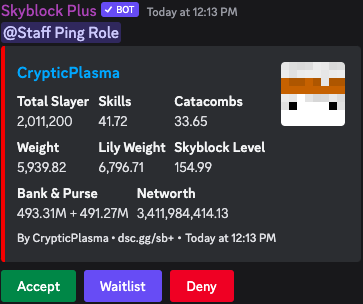 Skyblock Plus ✓ BOT Today at 12:13 PM
@Staff Ping Role
CrypticPlasma
Total Slayer Skills Catacombs
2,011,200 41.72 33.65
Weight Lily Weight Skyblock Level
5,939.82 6,796.71 154.99
Bank & Purse Networth
493.31M + 491.27M 3,411,984,414.13
By CrypticPlasma • dsc.gg/sb+ • Today at 12:13 PM
Accept Waitlist Deny